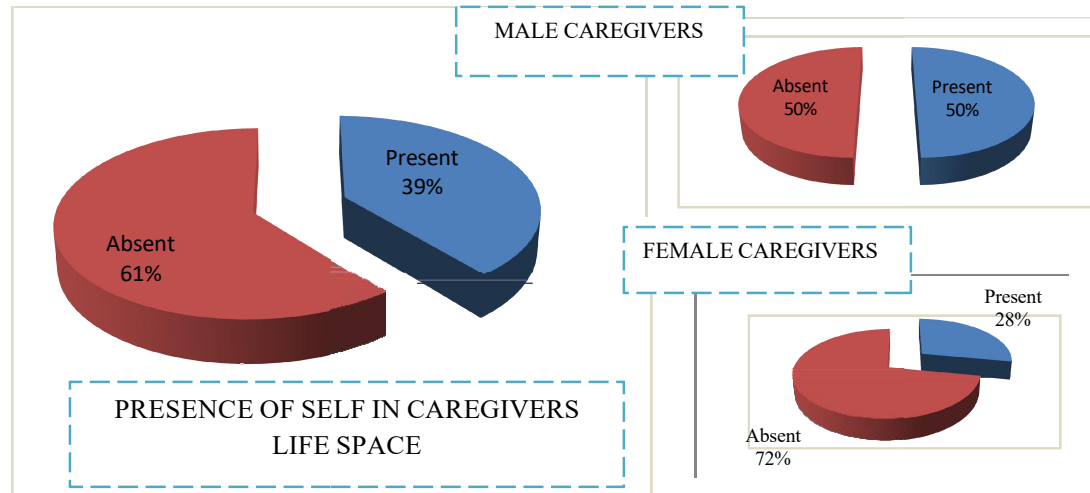 MALE CAREGIVERS
Absent
50%
Present
50%
Present
39%
Absent
61%
FEMALE CAREGIVERS
Present
28%
Absent
72%
PRESENCE OF SELF IN CAREGIVERS
LIFE SPACE